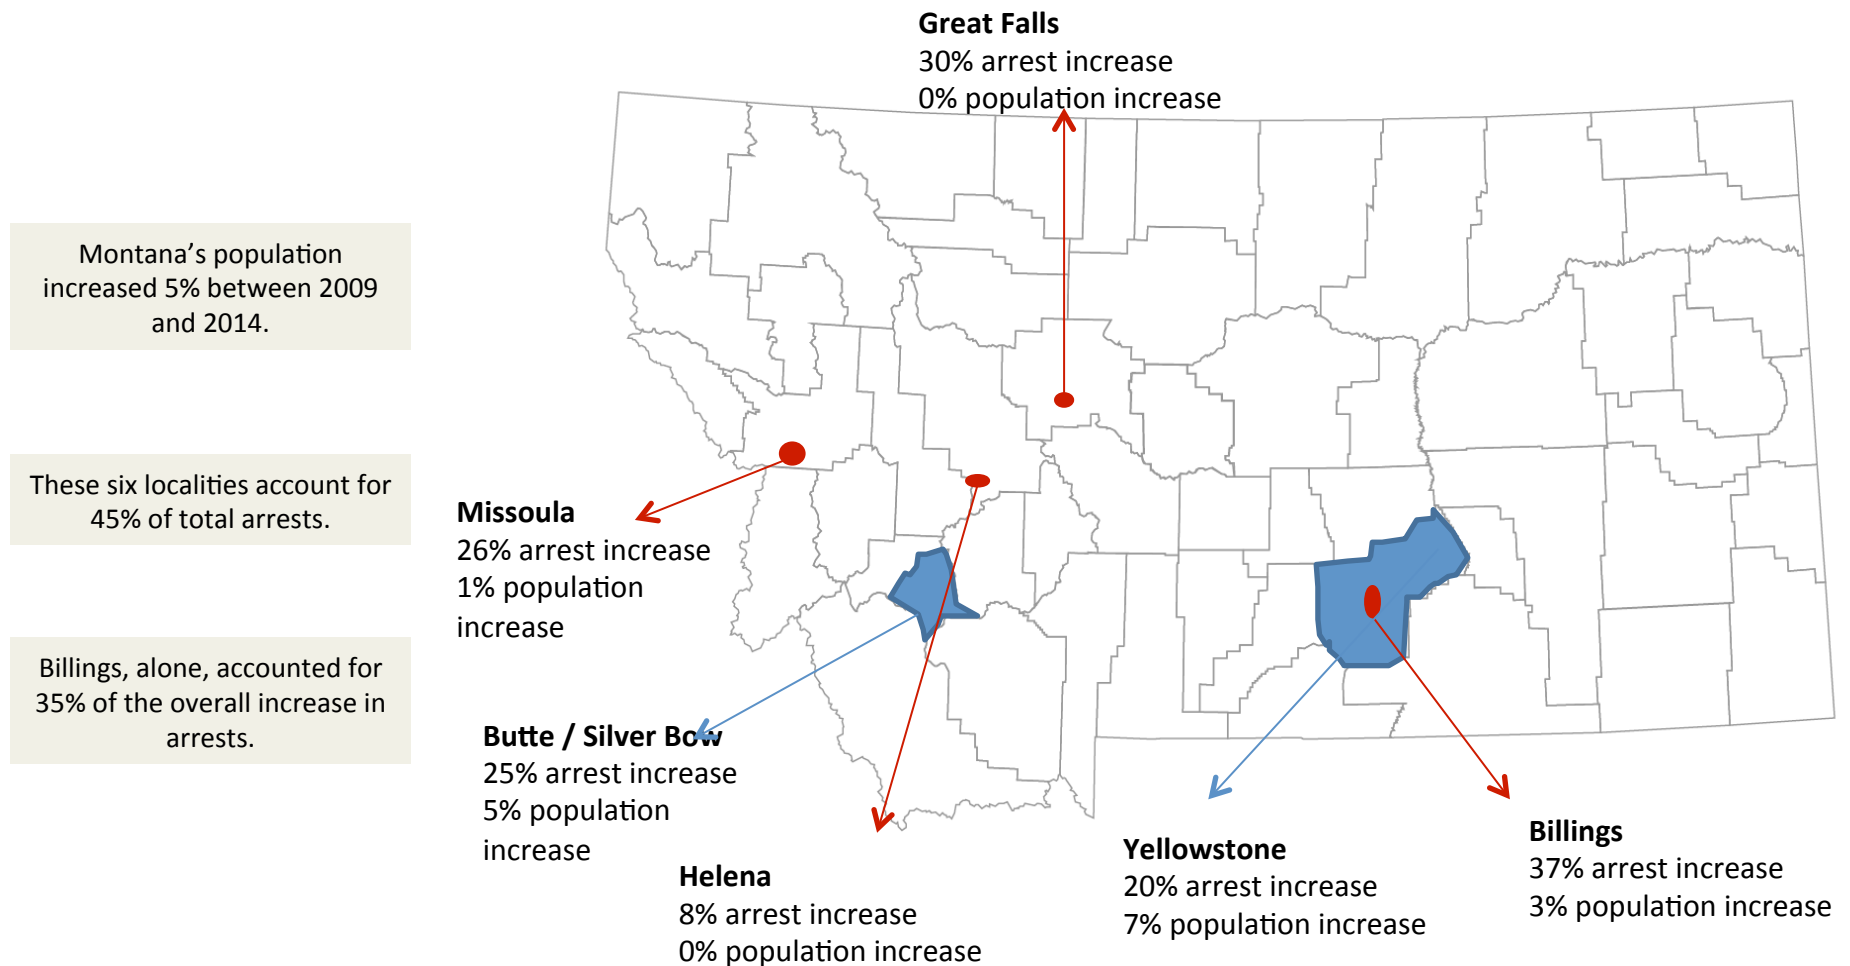 Great Falls
30% arrest increase
0% population increase
Montana’s population
increased 5% between 2009
and 2014.
These six localities account for
45% of total arrests.
Billings, alone, accounted for
35% of the overall increase in
arrests.
Missoula
26% arrest increase
1% population
increase
Butte / Silver Bow
25% arrest increase
5% population
increase
Helena
8% arrest increase
0% population increase
Yellowstone
20% arrest increase
7% population increase
Billings
37% arrest increase
3% population increase